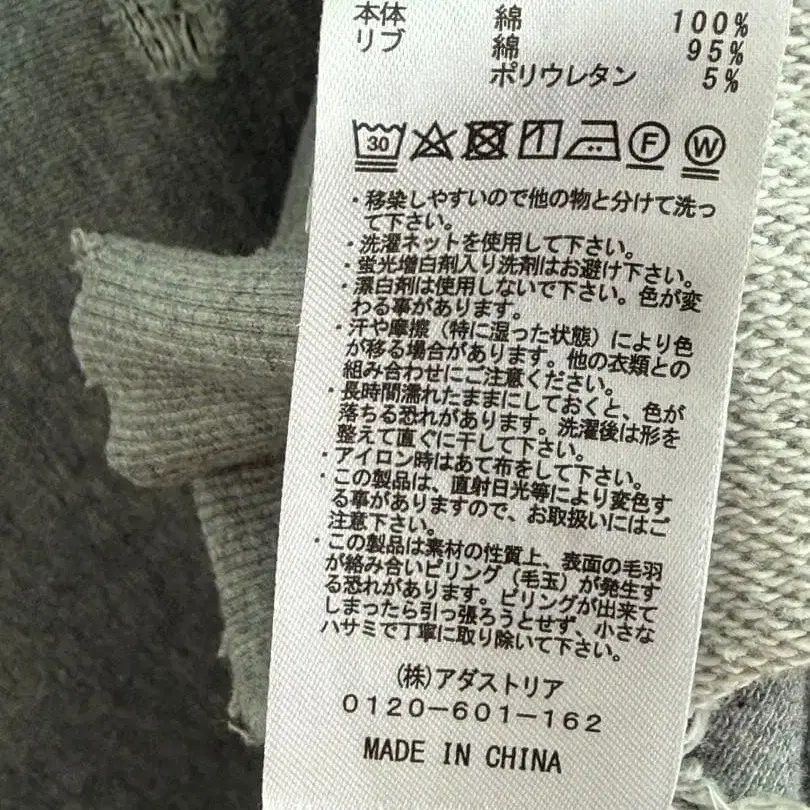 本体 綿 100%
リブ 綿 95%
ポリウレタン 5%
30 F W
・移染しやすいので他の物と分けて洗っ
て下さい。
・洗濯ネットを使用して下さい。
・蛍光増白剤入り洗剤はお避け下さい。
・漂白剤は使用しないで下さい。色が変
わる事があります。
・汗や摩擦（特に湿った状態）により色
が移る場合があります。他の衣類との
組み合わせにご注意ください。
・長時間濡れたままにしておくと、色が
落ちる恐れがあります。洗濯後は形を
整えて直ぐに干して下さい。
・アイロン時はあて布をして下さい。
・この製品は、直射日光等により変色す
る事がありますので、お取扱いにはご
注意下さい。
・この製品は素材の性質上、表面の毛羽
が絡み合いピリング（毛玉）が発生す
る恐れがあります。ピリングが出来て
しまったら引っ張ろうとせず、小さな
ハサミで丁寧に取り除いて下さい。
(株)アダストリア
0120-601-162
MADE IN CHINA